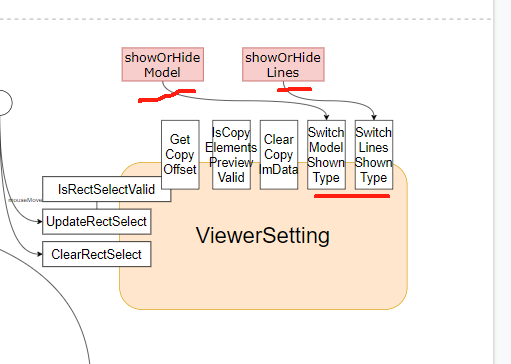 showOrHide
Model
showOrHide
Lines
Get
Copy
Offset
IsCopy
Elements
Preview
Valid
Clear
Copy
ImData
Switch
Model
Shown
Type
Switch
Lines
Shown
Type
IsRectSelectValid
mouseMove
UpdateRectSelect
ClearRectSelect
ViewerSetting